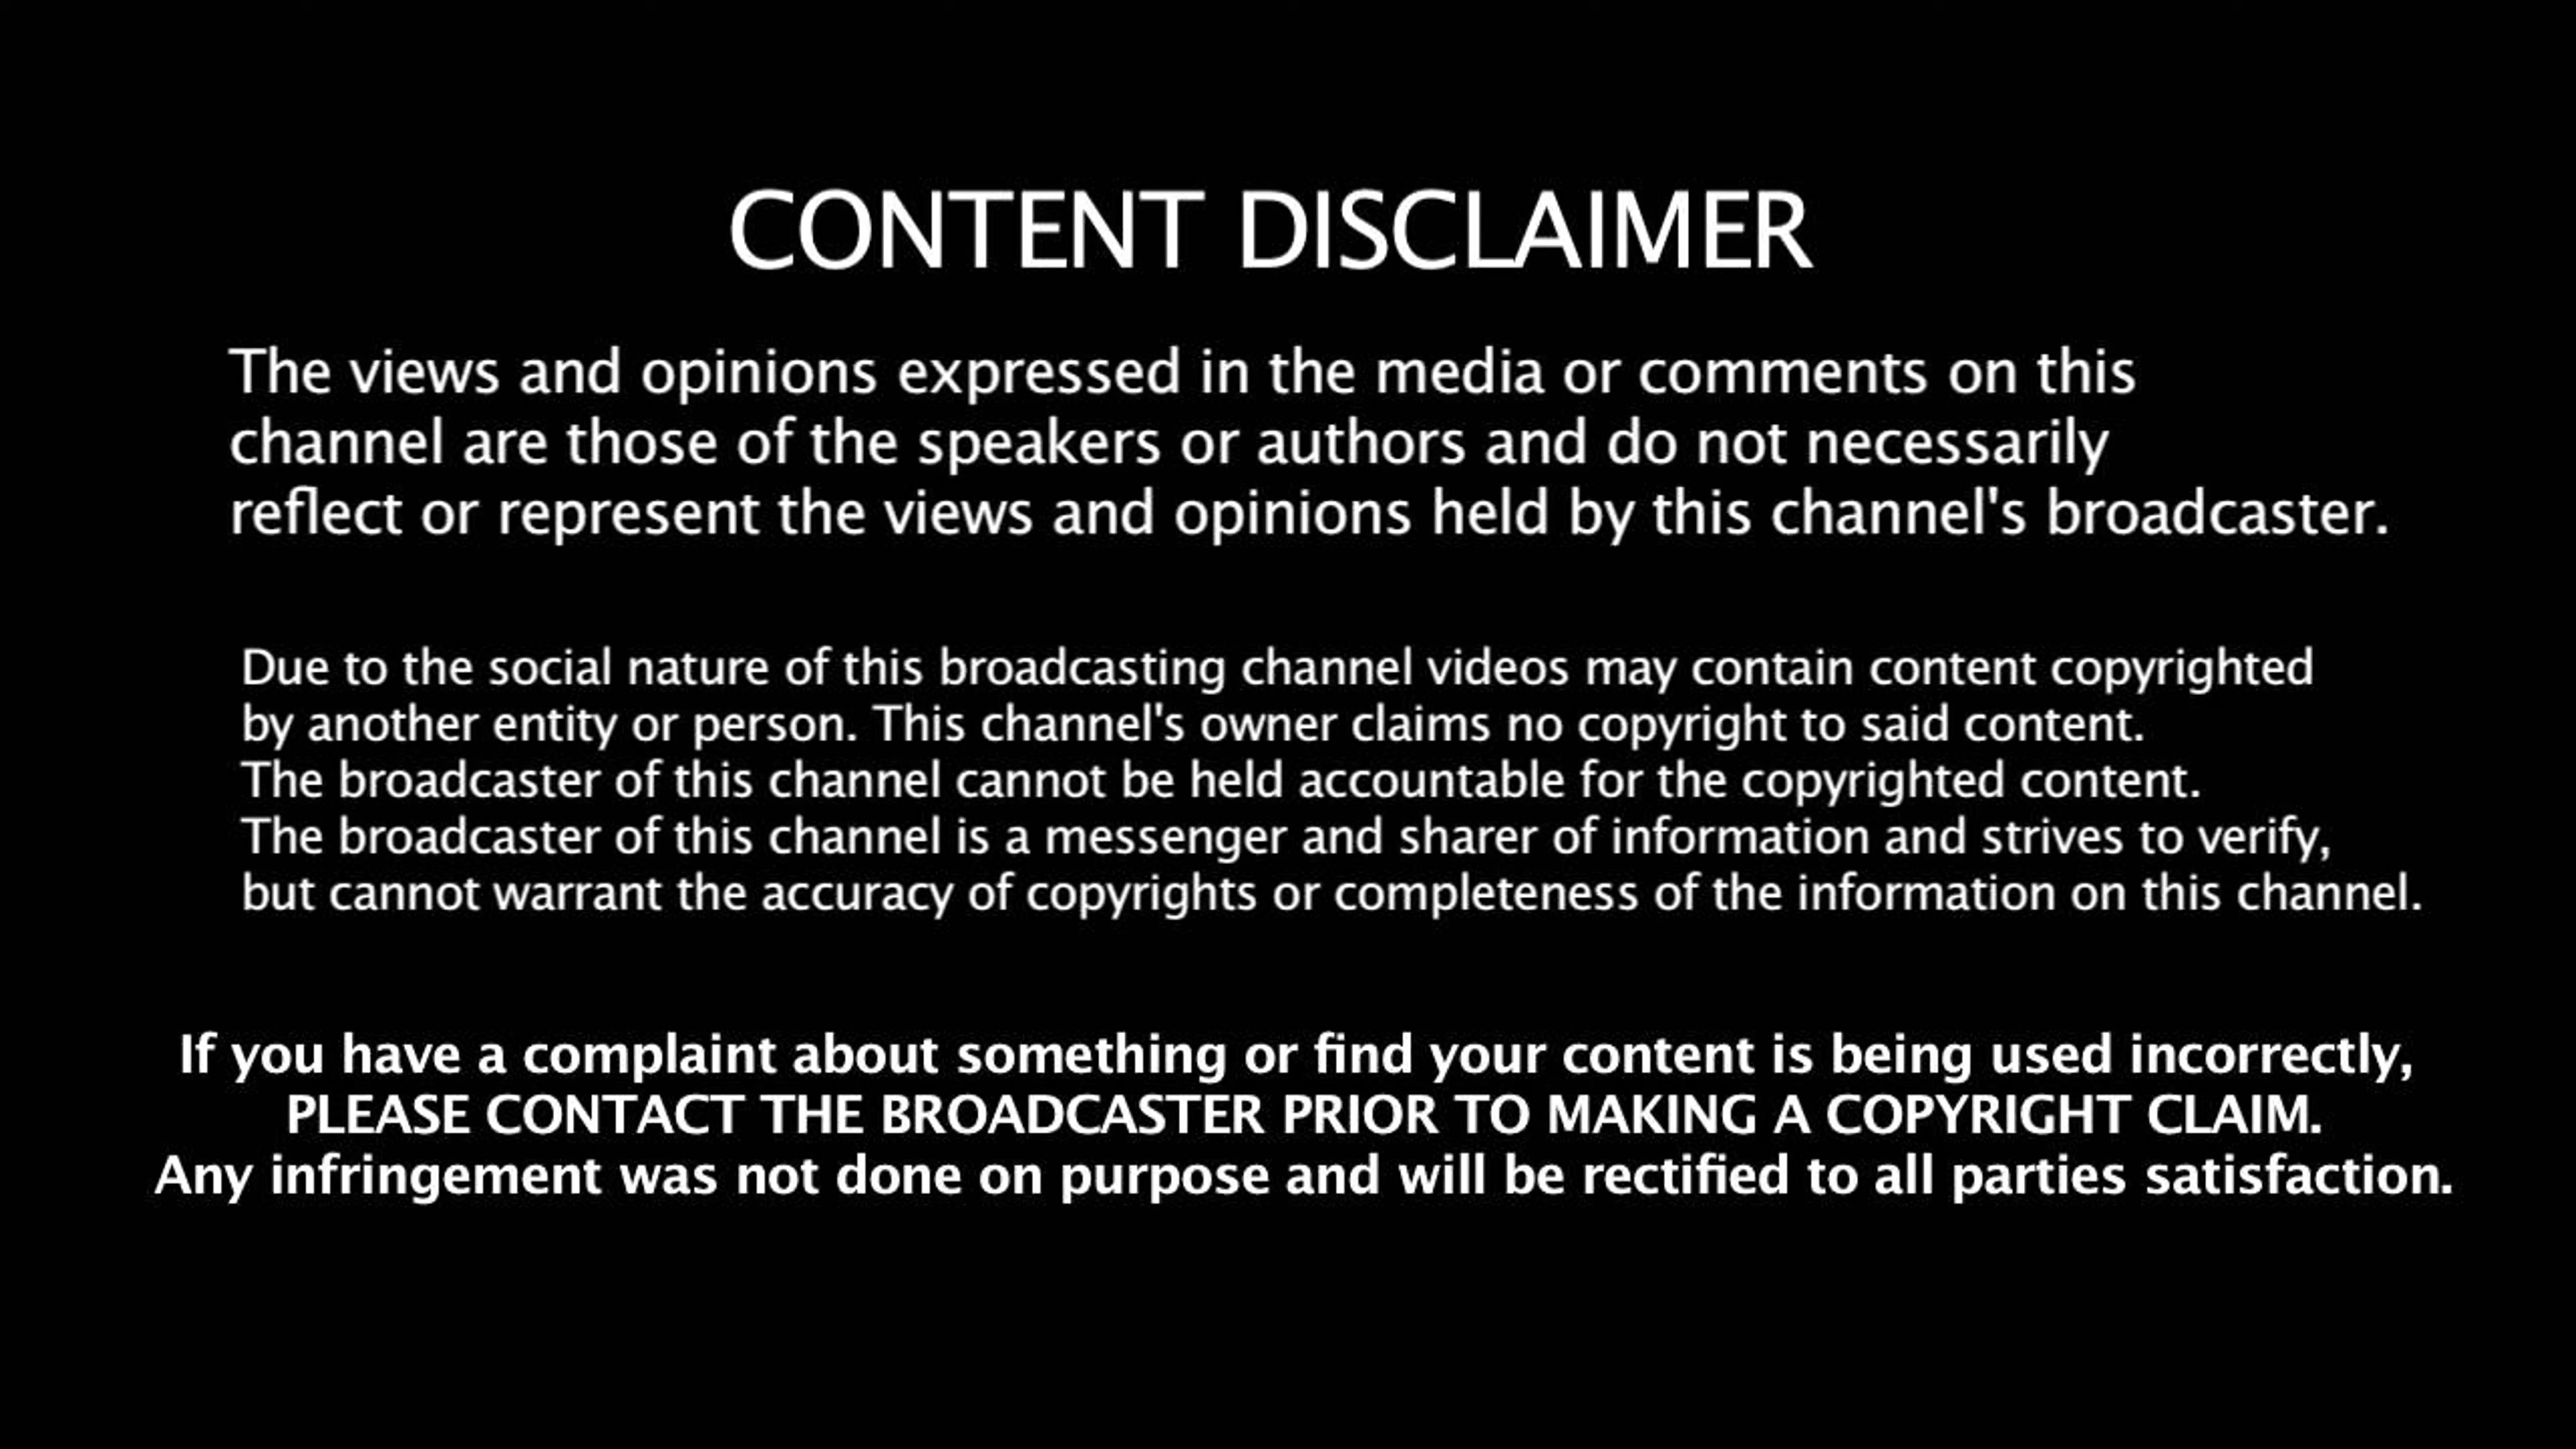 CONTENT DISCLAIMER
The views and opinions expressed in the media or comments on this
channel are those of the speakers or authors and do not necessarily
reflect or represent the views and opinions held by this channel's broadcaster.
Due to the social nature of this broadcasting channel videos may contain content copyrighted
by another entity or person. This channel's owner claims no copyright to said content.
The broadcaster of this channel cannot be held accountable for the copyrighted content.
The broadcaster of this channel is a messenger and sharer of information and strives to verify,
but cannot warrant the accuracy of copyrights or completeness of the information on this channel.
If you have a complaint about something or find your content is being used incorrectly,
PLEASE CONTACT THE BROADCASTER PRIOR TO MAKING A COPYRIGHT CLAIM.
Any infringement was not done on purpose and will be rectified to all parties satisfaction.